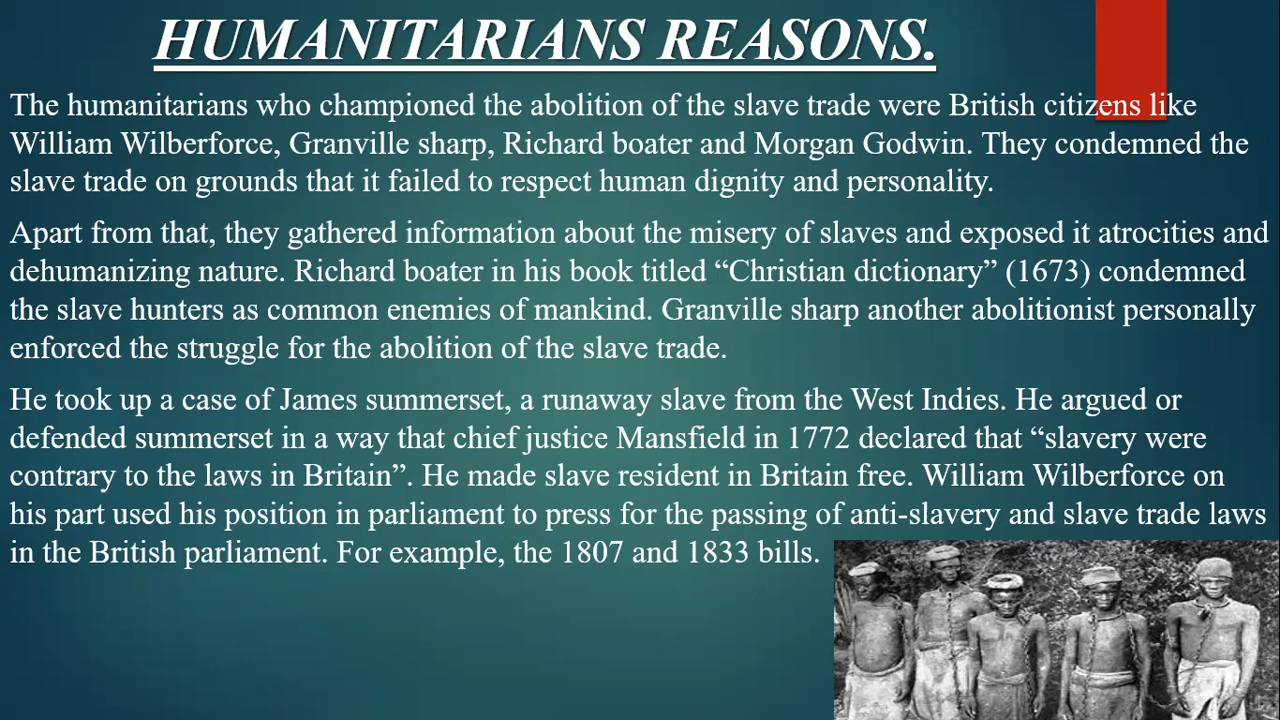 HUMANITARIANS REASONS.
The humanitarians who championed the abolition of the slave trade were British citizens like
William Wilberforce, Granville sharp, Richard boater and Morgan Godwin. They condemned the
slave trade on grounds that it failed to respect human dignity and personality.
Apart from that, they gathered information about the misery of slaves and exposed it atrocities and
dehumanizing nature. Richard boater in his book titled “Christian dictionary” (1673) condemned
the slave hunters as common enemies of mankind. Granville sharp another abolitionist personally
enforced the struggle for the abolition of the slave trade.
He took up a case of James summerset, a runaway slave from the West Indies. He argued or
defended summerset in a way that chief justice Mansfield in 1772 declared that “slavery were
contrary to the laws in Britain”. He made slave resident in Britain free. William Wilberforce on
his part used his position in parliament to press for the passing of anti-slavery and slave trade laws
in the British parliament. For example, the 1807 and 1833 bills.